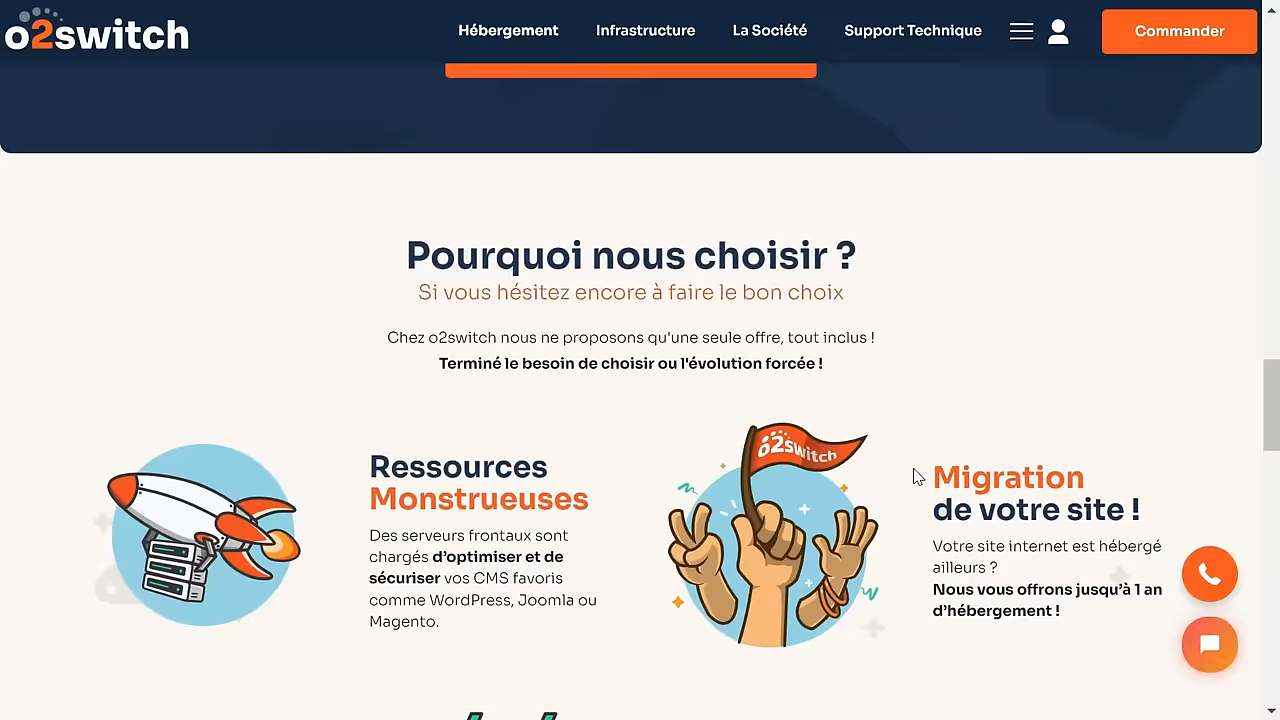 o2switch
Hébergement
Infrastructure
La Société
Support Technique
Commander
Pourquoi nous choisir ?
Si vous hésitez encore à faire le bon choix
Chez o2switch nous ne proposons qu'une seule offre, tout inclus !
Terminé le besoin de choisir ou l'évolution forcée !
Ressources
Monstrueuses
Des serveurs frontaux sont
chargés d’optimiser et de
sécuriser vos CMS favoris
comme WordPress, Joomla ou
Magento.
o2switch
Migration
de votre site !
Votre site internet est hébergé
ailleurs ?
Nous vous offrons jusqu’à 1 an
d’hébergement !